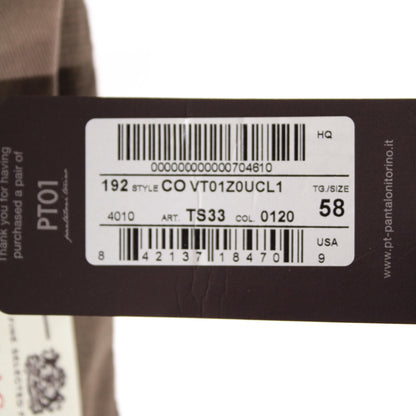 Thank you for having
purchased a pair of
PT01
HQ
000000000000704610
192 STYLE CO VT01Z0UCL1
TG/SIZE
4010 ART. TS33 COL. 0120
58
8 42137 18470 9
USA
www.pt-pantalonitorino.it